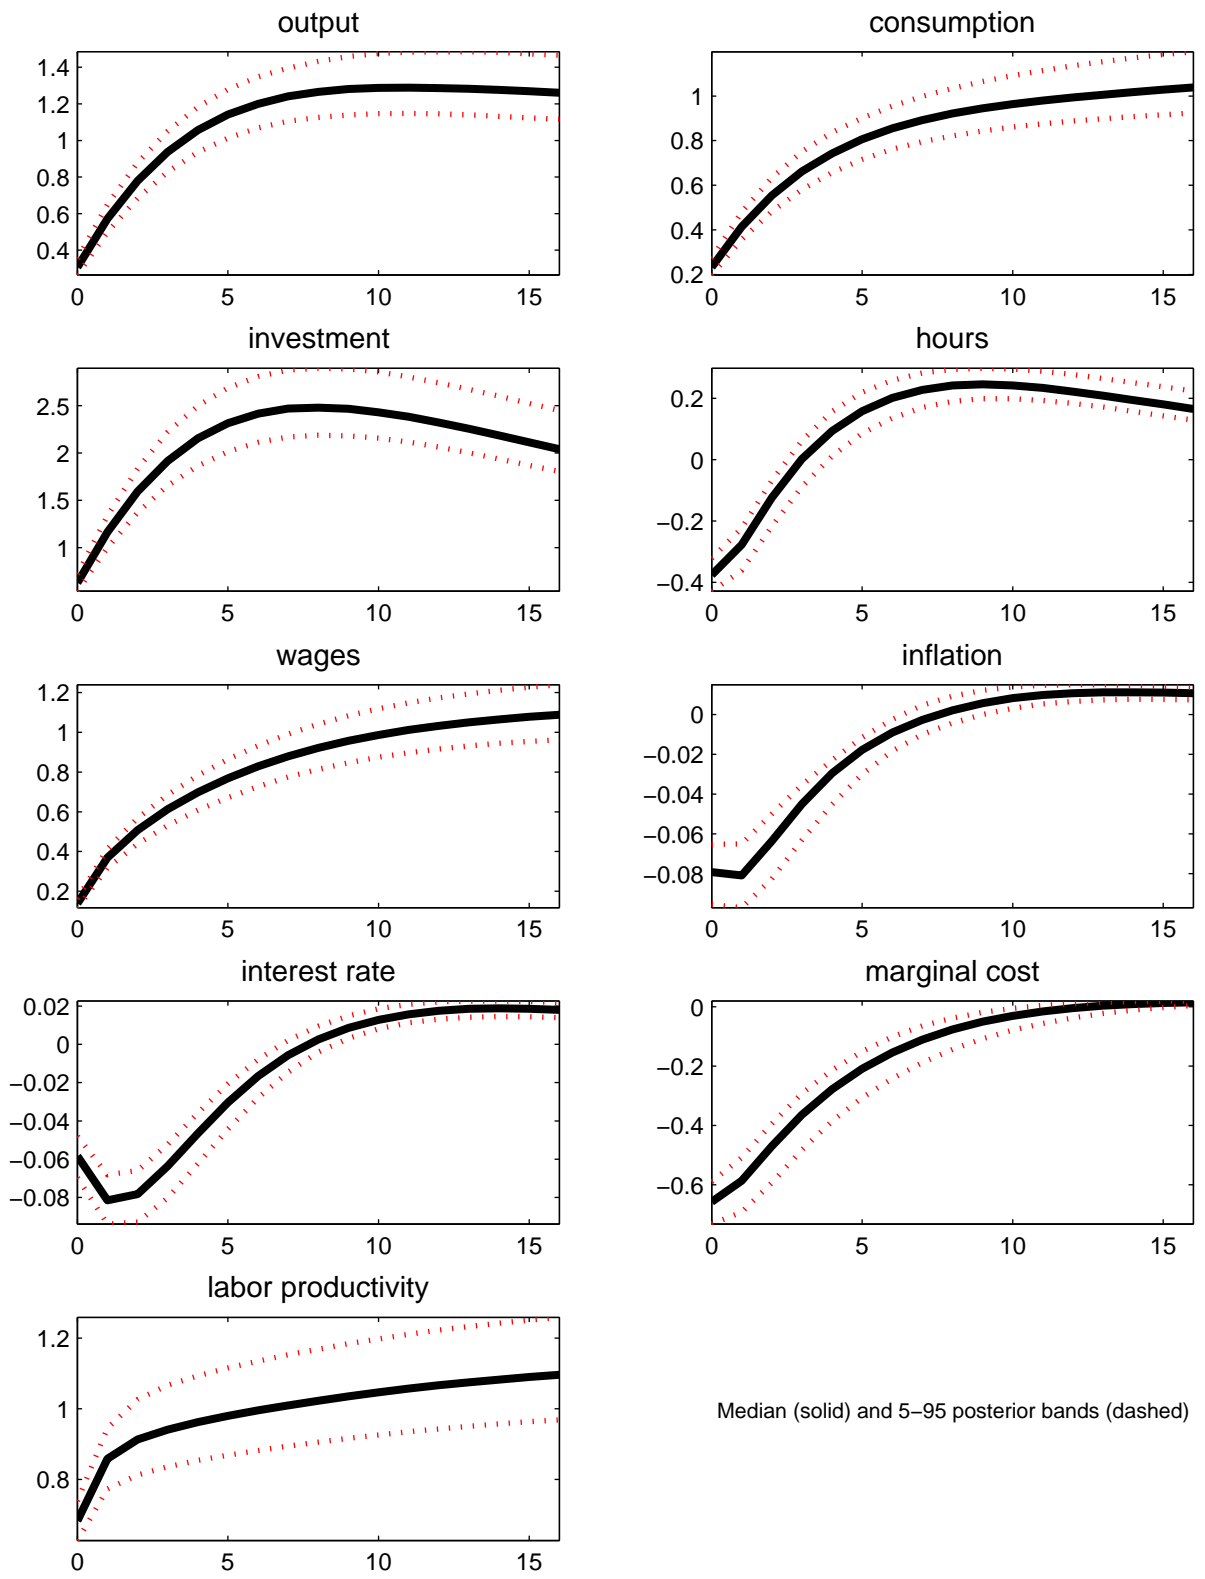 output
1.4
1.2
1
0.8
0.6
0.4
0 5 10 15
consumption
1
0.8
0.6
0.4
0.2
0 5 10 15
investment
2.5
2
1.5
1
0 5 10 15
hours
0.2
0
−0.2
−0.4
0 5 10 15
wages
1.2
1
0.8
0.6
0.4
0.2
0 5 10 15
inflation
0
−0.02
−0.04
−0.06
−0.08
0 5 10 15
interest rate
0.02
0
−0.02
−0.04
−0.06
−0.08
0 5 10 15
marginal cost
0
−0.2
−0.4
−0.6
0 5 10 15
labor productivity
1.2
1
0.8
0 5 10 15
Median (solid) and 5−95 posterior bands (dashed)